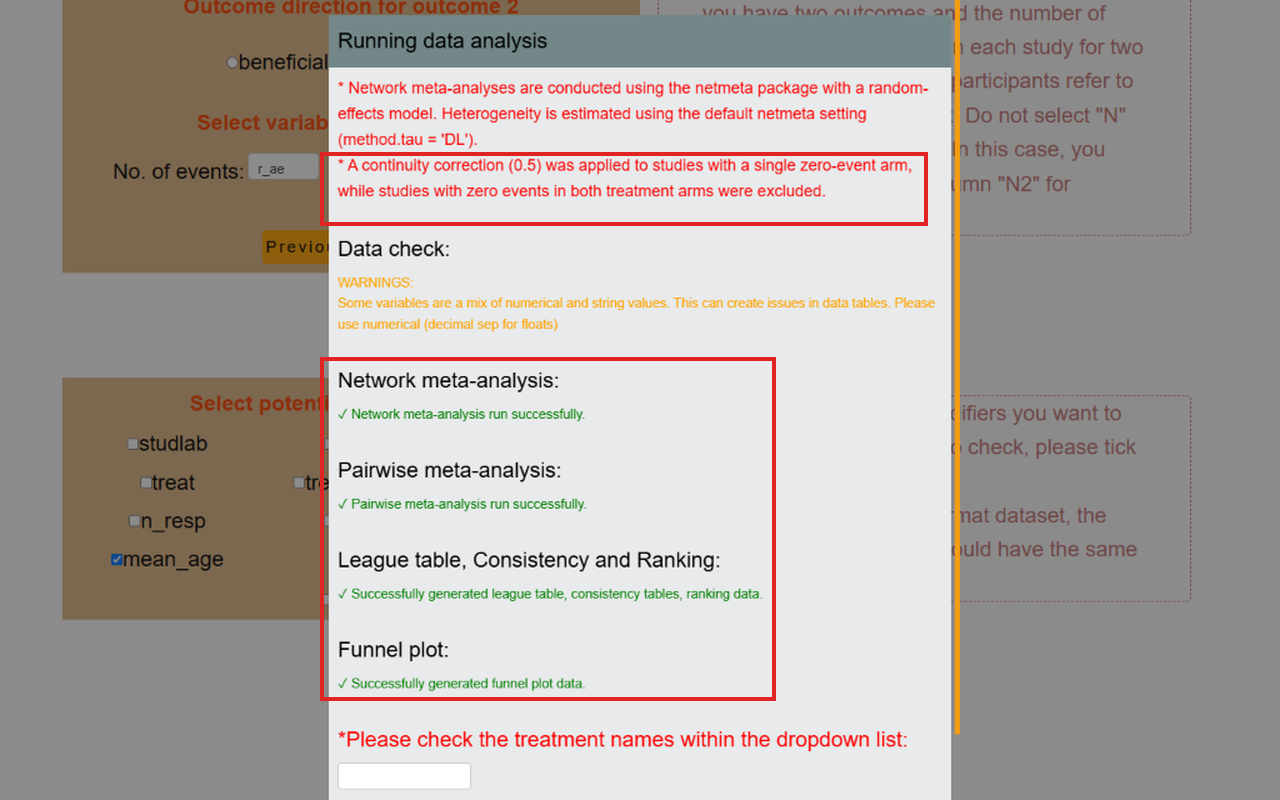 Outcome direction for outcome 2
beneficial
Select variab
No. of events: r_ae
Previou
Select potenti
studlab
treat
tre
n_resp
mean_age
Running data analysis
* Network meta-analyses are conducted using the netmeta package with a random-
effects model. Heterogeneity is estimated using the default netmeta setting
(method.tau = 'DL').
* A continuity correction (0.5) was applied to studies with a single zero-event arm,
while studies with zero events in both treatment arms were excluded.
Data check:
WARNINGS:
Some variables are a mix of numerical and string values. This can create issues in data tables. Please
use numerical (decimal sep for floats)
Network meta-analysis:
✓ Network meta-analysis run successfully.
Pairwise meta-analysis:
✓ Pairwise meta-analysis run successfully.
League table, Consistency and Ranking:
✓ Successfully generated league table, consistency tables, ranking data.
Funnel plot:
✓ Successfully generated funnel plot data.
*Please check the treatment names within the dropdown list:
you have two outcomes and the number of
each study for two
participants refer to
Do not select "N"
this case, you
umn "N2" for
difiers you want to
check, please tick
mat dataset, the
ould have the same